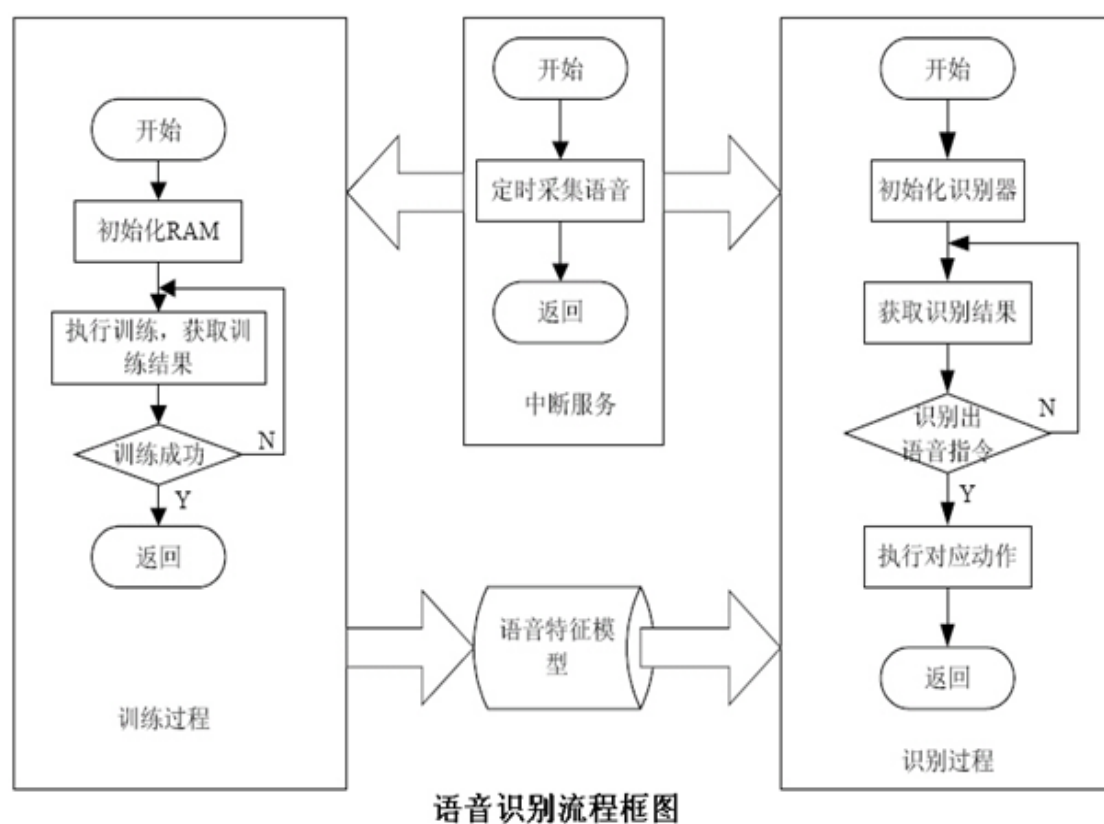 开始
初始化RAM
执行训练，获取训
练结果
训练成功
N
Y
返回
训练过程
开始
定时采集语音
返回
中断服务
语音特征模
型
开始
初始化识别器
获取识别结果
识别出
语音指令
N
Y
执行对应动作
返回
识别过程
语音识别流程框图